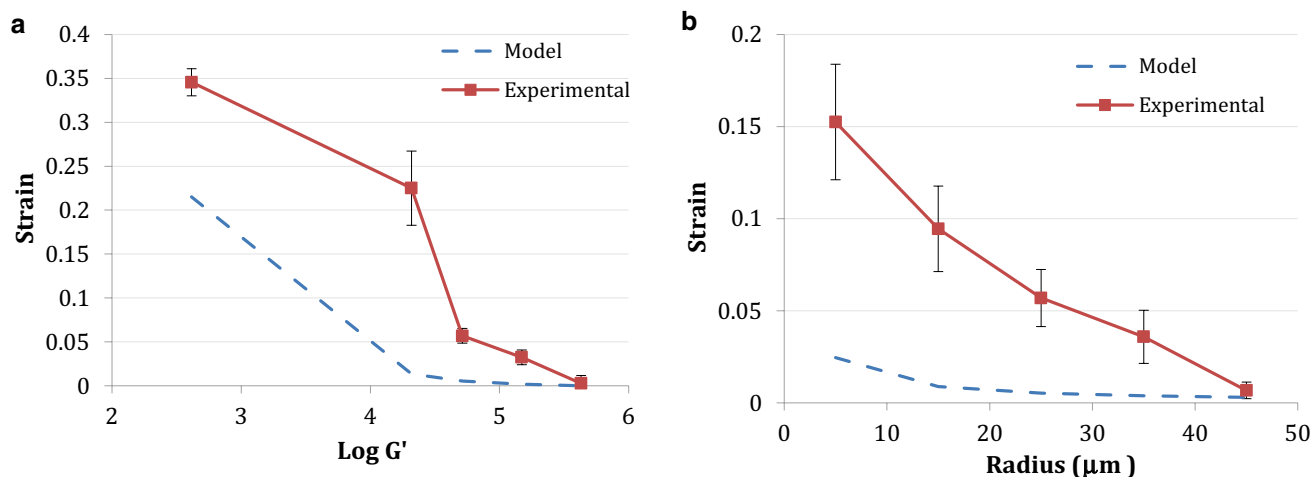 a
0.4
0.35
0.3
0.25
0.2
0.15
0.1
0.05
0
Strain
2 3 4 5 6
Log G'
Model
Experimental
b
0.2
0.15
0.1
0.05
0
Strain
0 10 20 30 40 50
Radius (μm )
Model
Experimental